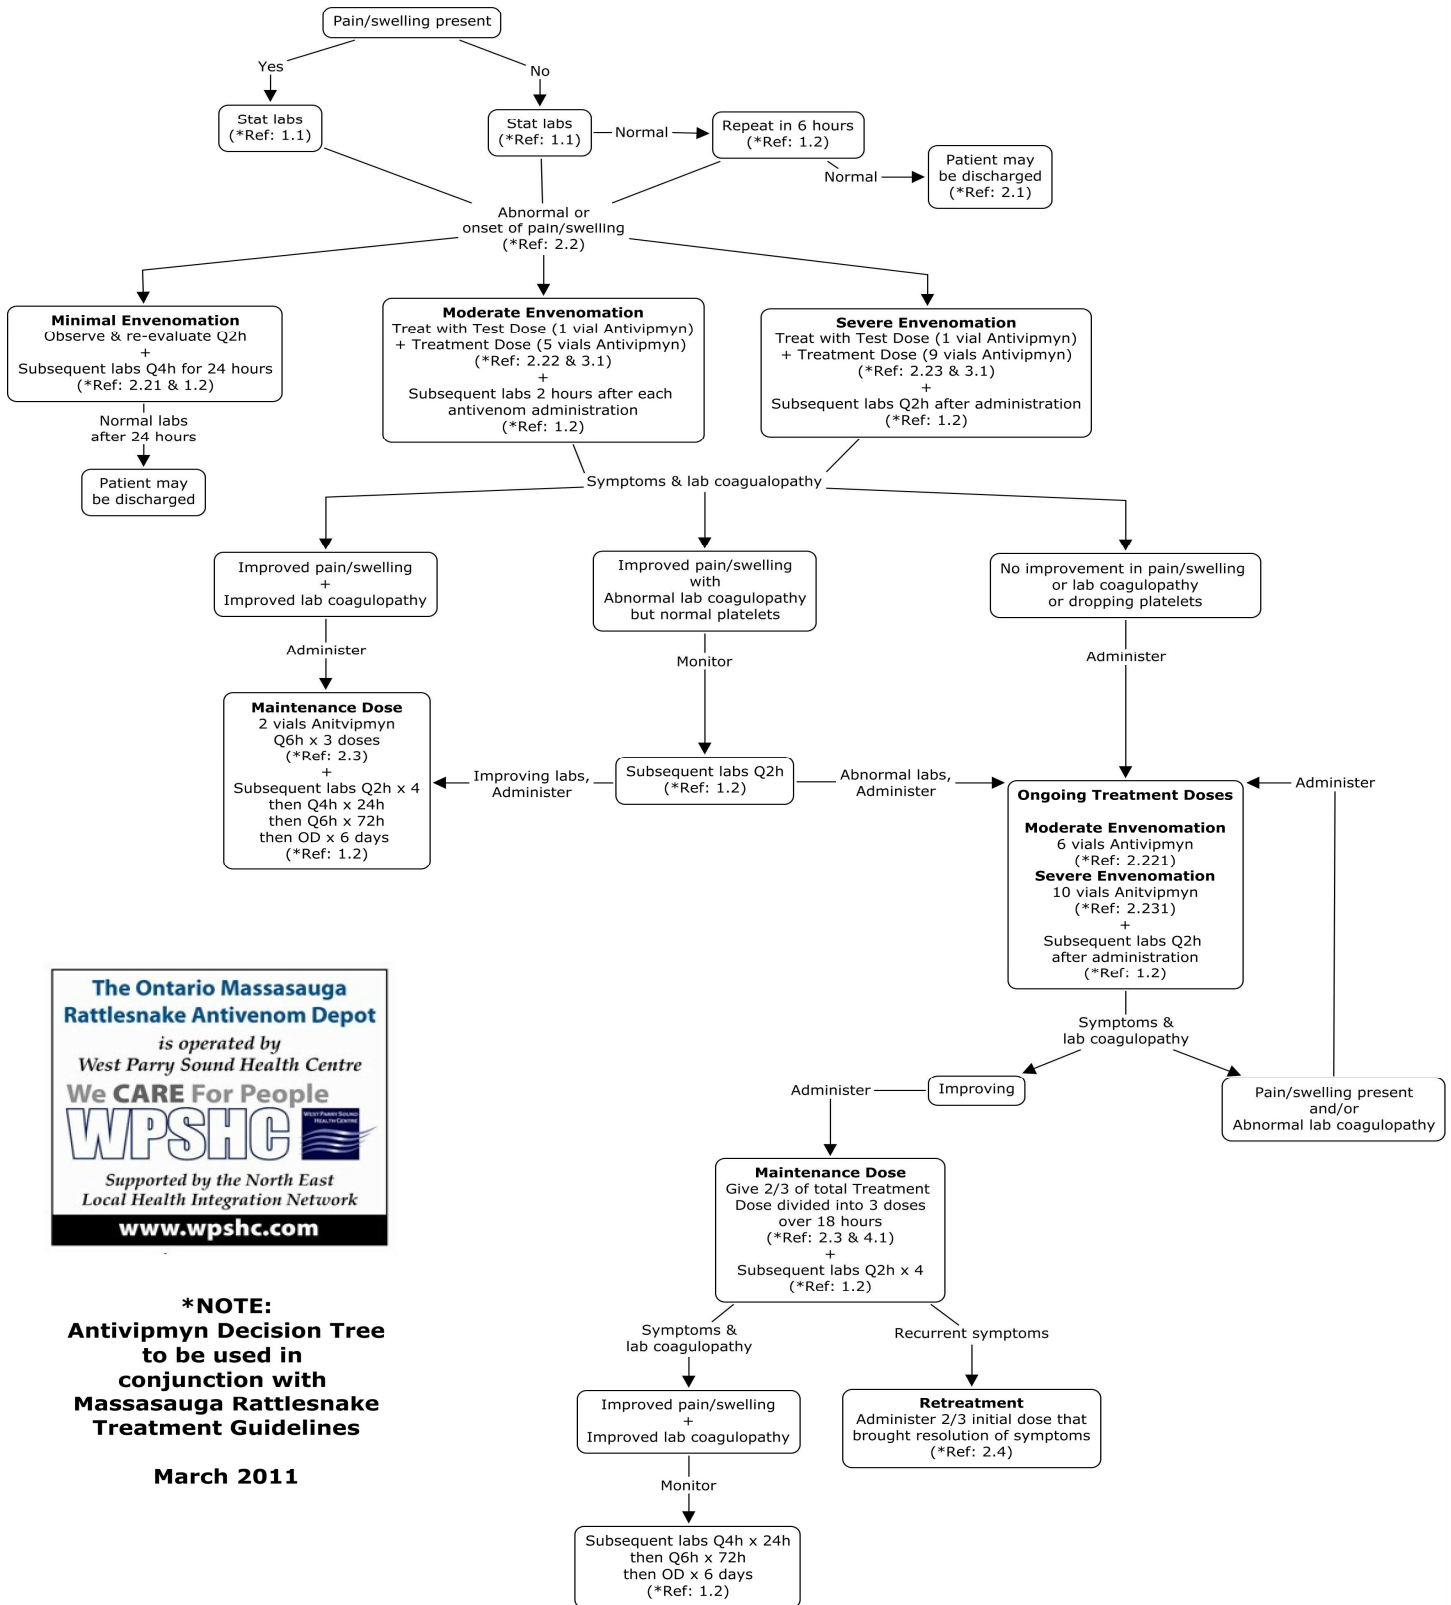 Pain/swelling present
Yes
No
Stat labs
(*Ref: 1.1)
Stat labs
(*Ref: 1.1)
Normal
Repeat in 6 hours
(*Ref: 1.2)
Normal
Patient may
be discharged
(*Ref: 2.1)
Abnormal or
onset of pain/swelling
(*Ref: 2.2)
Minimal Envenomation
Observe & re-evaluate Q2h
+
Subsequent labs Q4h for 24 hours
(*Ref: 2.21 & 1.2)
Normal labs
after 24 hours
Patient may
be discharged
Moderate Envenomation
Treat with Test Dose (1 vial Antivipmyn)
+ Treatment Dose (5 vials Antivipmyn)
(*Ref: 2.22 & 3.1)
+
Subsequent labs 2 hours after each
antivenom administration
(*Ref: 1.2)
Severe Envenomation
Treat with Test Dose (1 vial Antivipmyn)
+ Treatment Dose (9 vials Antivipmyn)
(*Ref: 2.23 & 3.1)
+
Subsequent labs Q2h after administration
(*Ref: 1.2)
Symptoms & lab coagualopathy
Improved pain/swelling
+
Improved lab coagulopathy
Administer
Improved pain/swelling
with
Abnormal lab coagulopathy
but normal platelets
Monitor
No improvement in pain/swelling
or lab coagulopathy
or dropping platelets
Administer
Maintenance Dose
2 vials Anitvipmyn
Q6h x 3 doses
(*Ref: 2.3)
+
Subsequent labs Q2h x 4
then Q4h x 24h
then Q6h x 72h
then OD x 6 days
(*Ref: 1.2)
Improving labs,
Administer
Subsequent labs Q2h
(*Ref: 1.2)
Abnormal labs,
Administer
Ongoing Treatment Doses
Moderate Envenomation
6 vials Antivipmyn
(*Ref: 2.221)
Severe Envenomation
10 vials Anitvipmyn
(*Ref: 2.231)
+
Subsequent labs Q2h
after administration
(*Ref: 1.2)
Administer
Symptoms &
lab coagulopathy
Administer
Improving
Pain/swelling present
and/or
Abnormal lab coagulopathy
Maintenance Dose
Give 2/3 of total Treatment
Dose divided into 3 doses
over 18 hours
(*Ref: 2.3 & 4.1)
+
Subsequent labs Q2h x 4
(*Ref: 1.2)
Symptoms &
lab coagulopathy
Recurrent symptoms
Improved pain/swelling
+
Improved lab coagulopathy
Retreatment
Administer 2/3 initial dose that
brought resolution of symptoms
(*Ref: 2.4)
Monitor
Subsequent labs Q4h x 24h
then Q6h x 72h
then OD x 6 days
(*Ref: 1.2)
The Ontario Massasauga
Rattlesnake Antivenom Depot
is operated by
West Parry Sound Health Centre
We CARE For People
WPSHC
WEST PARRY SOUND
HEALTH CENTRE
Supported by the North East
Local Health Integration Network
www.wpshc.com
*NOTE:
Antivipmyn Decision Tree
to be used in
conjunction with
Massasauga Rattlesnake
Treatment Guidelines
March 2011